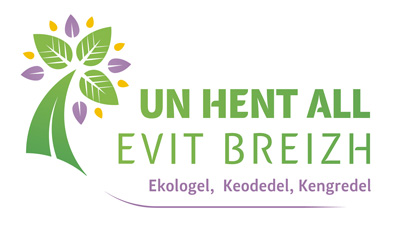 UN HENT ALL
EVIT BREIZH
Ekologel, Keodedel, Kengredel